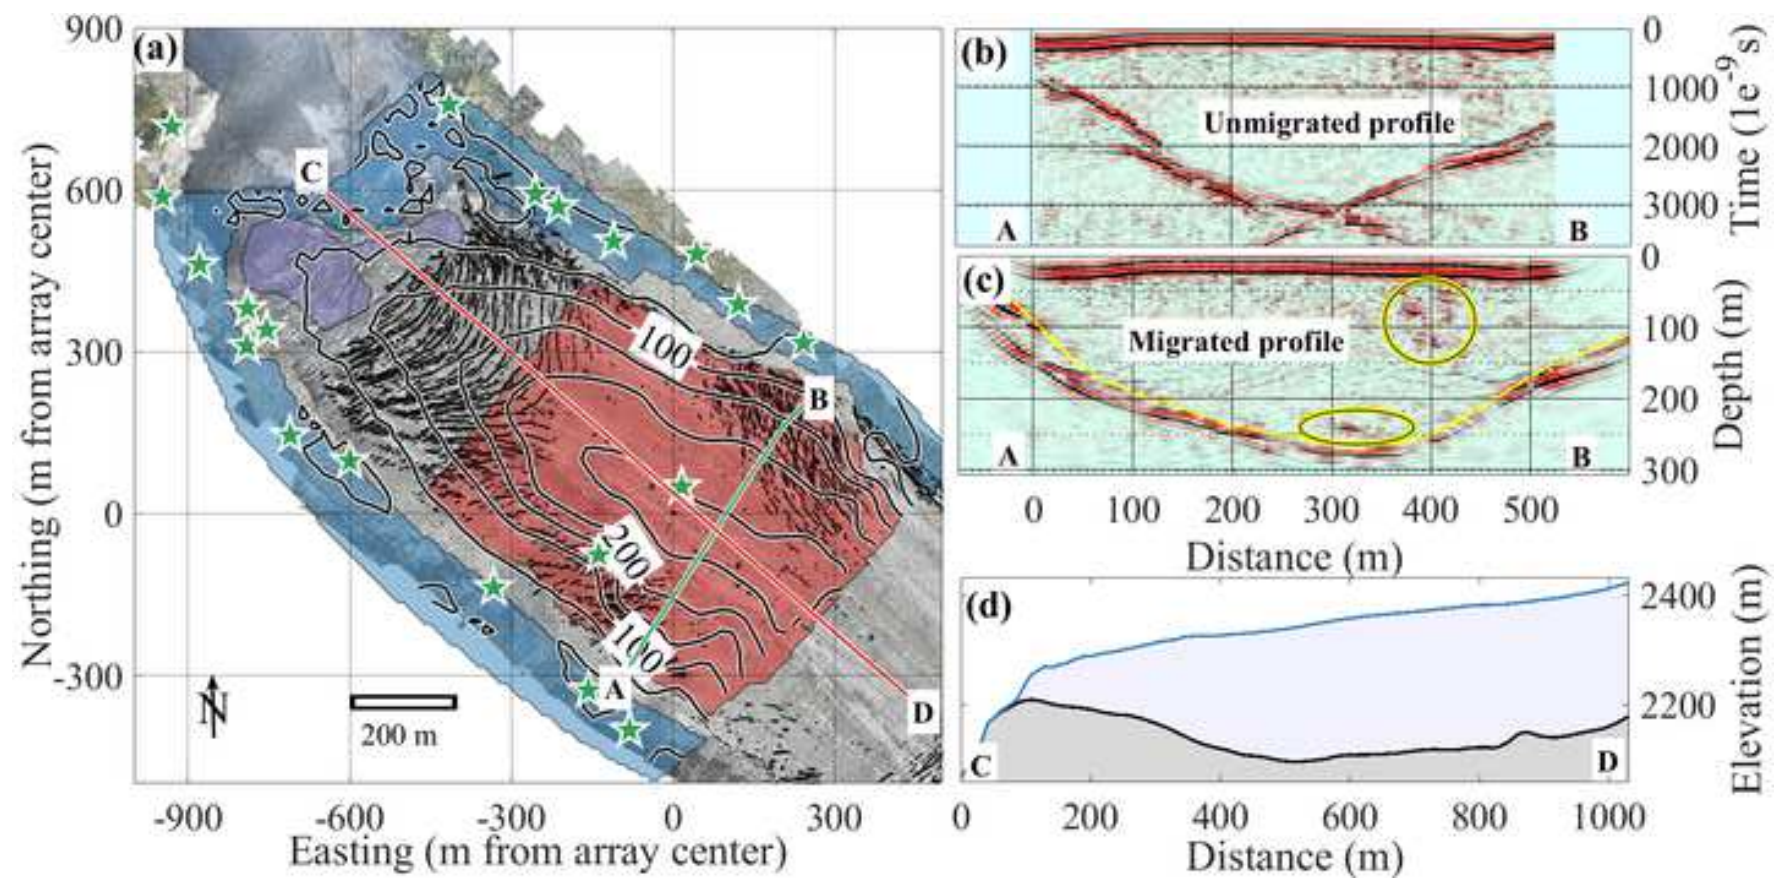 (a)
900
600
300
0
-300
Northing (m from array center)
C
100
B
200
100
A
D
N
200 m
-900
-600
-300
0
300
Easting (m from array center)
(b)
Unmigrated profile
A
B
0
1000
2000
3000
Time (1e-9 s)
(c)
Migrated profile
A
B
0
100
200
300
Depth (m)
0
100
200
300
400
500
Distance (m)
(d)
C
D
2400
2200
Elevation (m)
0
200
400
600
800
1000
Distance (m)